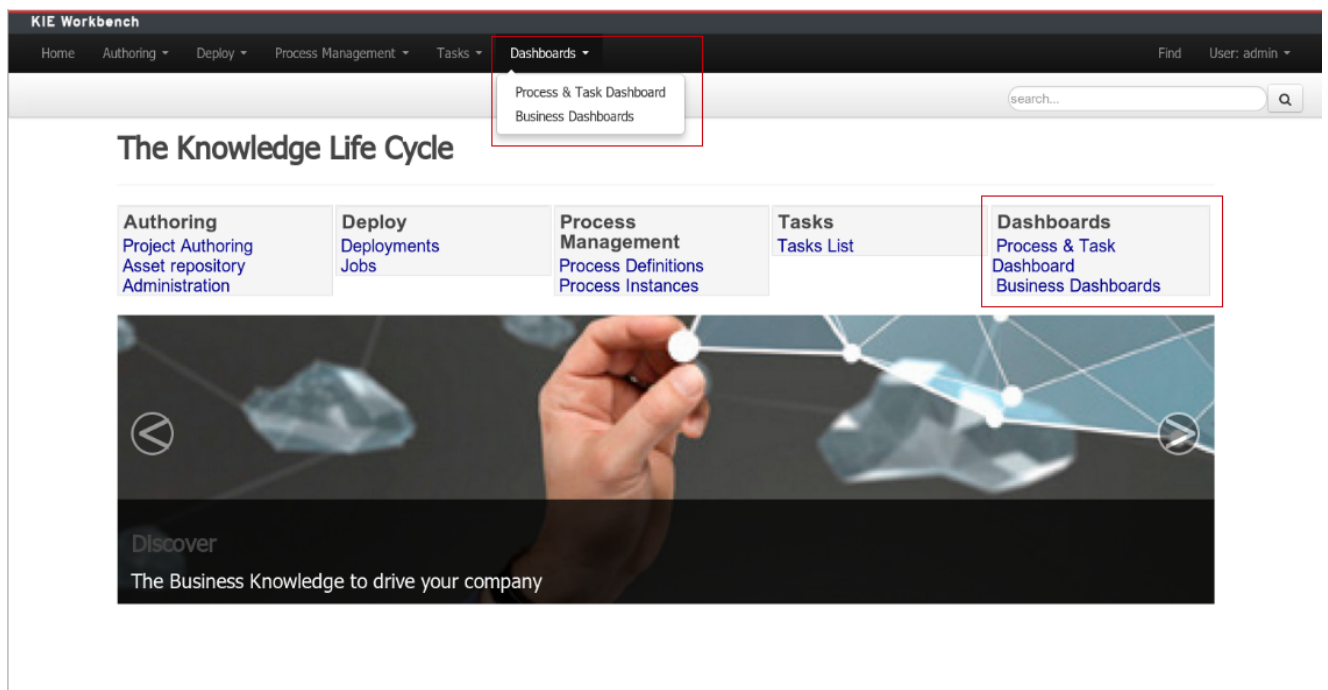 KIE Workbench
Home Authoring Deploy Process Management Tasks Dashboards Find User: admin
Process & Task Dashboard
Business Dashboards
search...
The Knowledge Life Cycle
Authoring
Project Authoring
Asset repository
Administration
Deploy
Deployments
Jobs
Process
Management
Process Definitions
Process Instances
Tasks
Tasks List
Dashboards
Process & Task
Dashboard
Business Dashboards
Discover
The Business Knowledge to drive your company